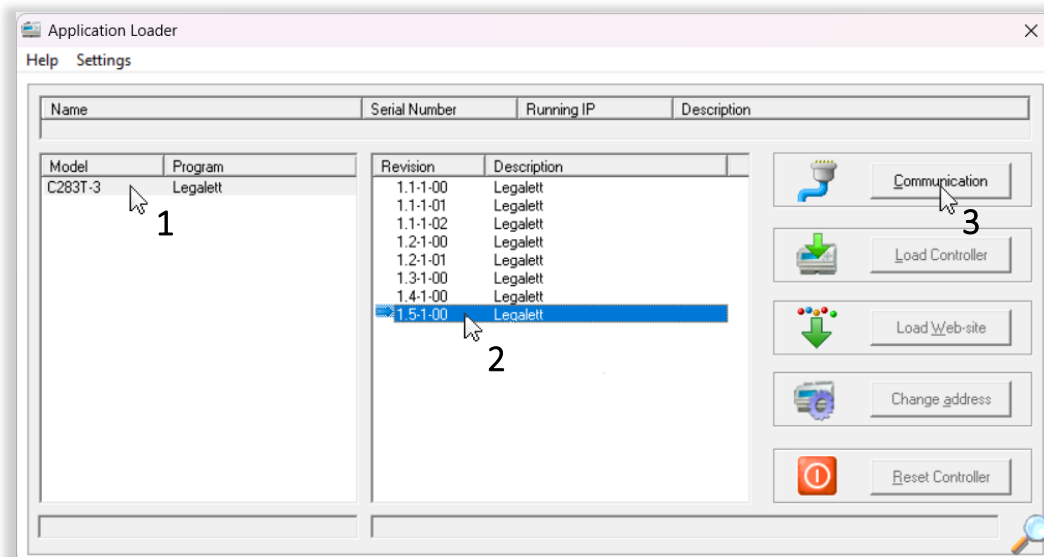 Application Loader
Help Settings
Name Serial Number Running IP Description
Model Program
C283T-3 Legalett
1
Revision Description
1.1-1-00 Legalett
1.1-1-01 Legalett
1.1-1-02 Legalett
1.2-1-00 Legalett
1.2-1-01 Legalett
1.3-1-00 Legalett
1.4-1-00 Legalett
1.5-1-00 Legalett
2
Communication
3
Load Controller
Load Web-site
Change address
Reset Controller